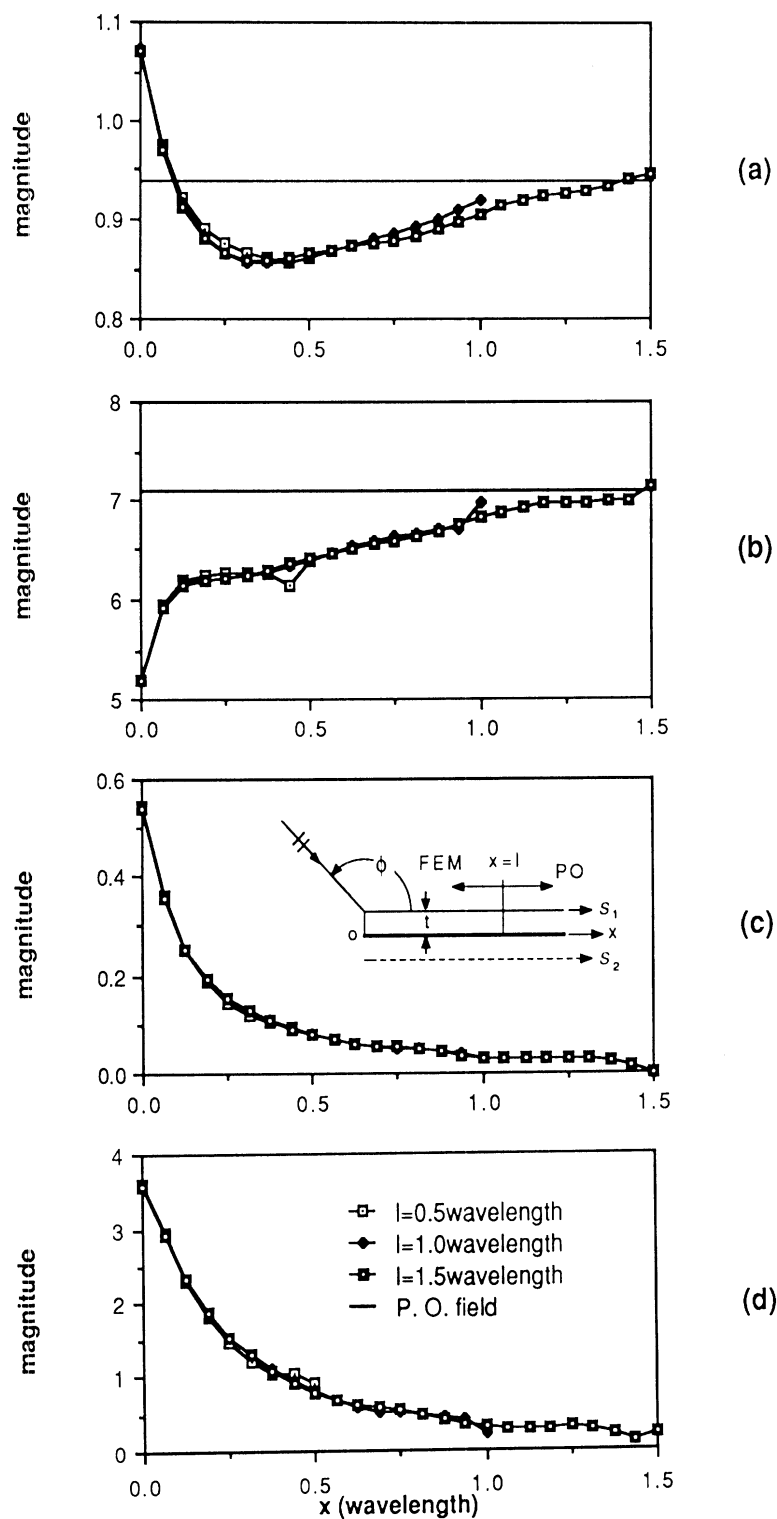 1.1
1.0
0.9
0.8
magnitude
0.0 0.5 1.0 1.5
(a)
8
7
6
5
magnitude
0.0 0.5 1.0 1.5
(b)
0.6
0.4
0.2
0.0
magnitude
ϕ FEM x=l PO
t S1
o x
S2
0.0 0.5 1.0 1.5
(c)
4
3
2
1
0
magnitude
l=0.5wavelength
l=1.0wavelength
l=1.5wavelength
P. O. field
0.0 0.5 1.0 1.5
x (wavelength)
(d)